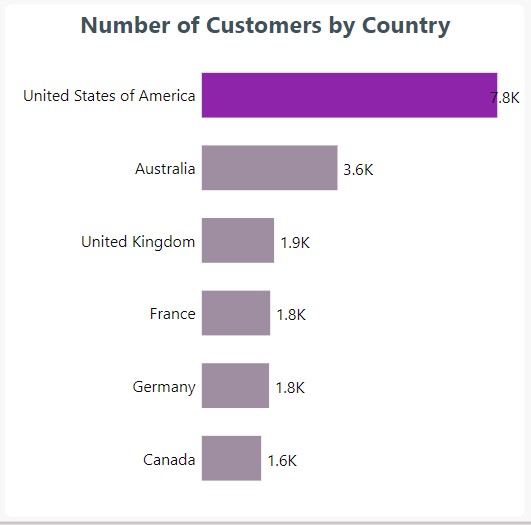 Number of Customers by Country
United States of America 7.8K
Australia 3.6K
United Kingdom 1.9K
France 1.8K
Germany 1.8K
Canada 1.6K